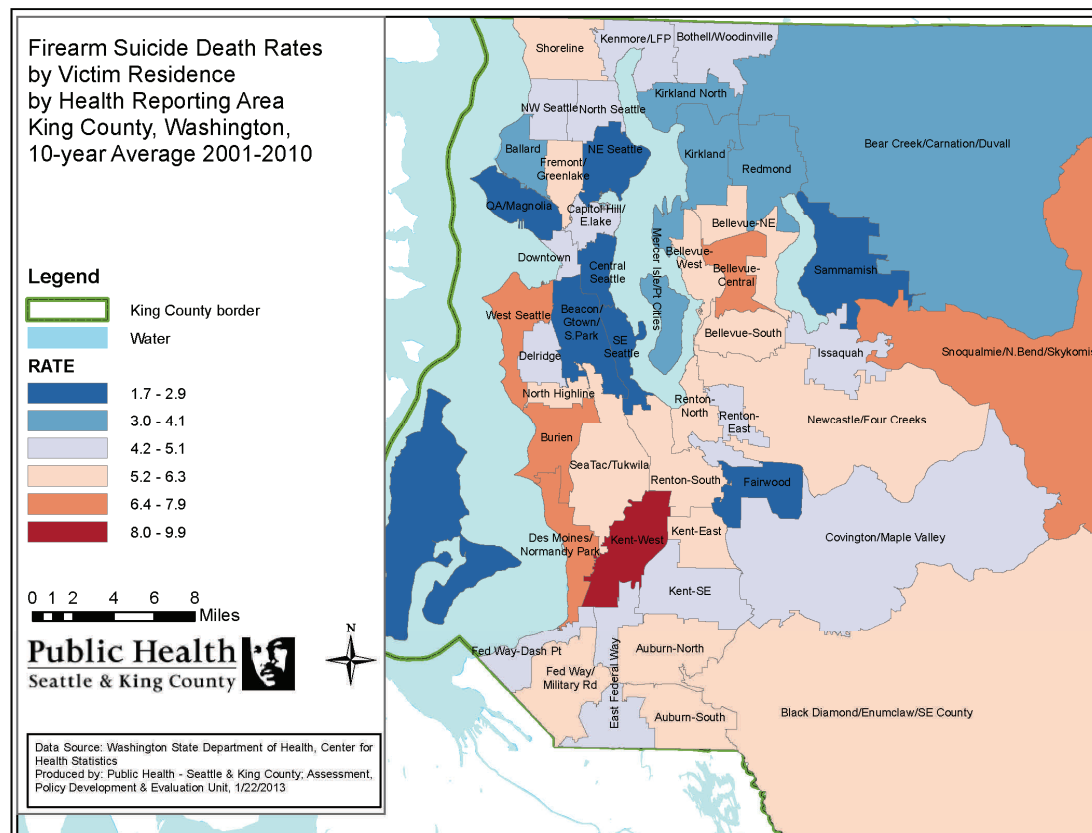 Firearm Suicide Death Rates
by Victim Residence
by Health Reporting Area
King County, Washington,
10-year Average 2001-2010
Legend
King County border
Water
RATE
1.7 - 2.9
3.0 - 4.1
4.2 - 5.1
5.2 - 6.3
6.4 - 7.9
8.0 - 9.9
0 1 2 4 6 8
Miles
Public Health
Seattle & King County
N
Data Source: Washington State Department of Health, Center for
Health Statistics
Produced by: Public Health - Seattle & King County; Assessment,
Policy Development & Evaluation Unit, 1/22/2013
Shoreline
Kenmore/LFP
Bothell/Woodinville
Kirkland North
NW Seattle
North Seattle
Ballard
Fremont/
Greenlake
NE Seattle
Kirkland
Redmond
Bear Creek/Carnation/Duvall
QA/Magnolia
Capitol Hill/
E.lake
Bellevue-NE
Mercer Isle/Pt Cities
Bellevue-
West
Downtown
Central
Seattle
Bellevue-
Central
Sammamish
West Seattle
Beacon/
Gtown/
S.Park
SE
Seattle
Bellevue-South
Delridge
Issaquah
Snoqualmie/N.Bend/Skykomis
North Highline
Renton-
North
Renton-
East
Newcastle/Four Creeks
Burien
SeaTac/Tukwila
Renton-South
Fairwood
Des Moines/
Normandy Park
Kent-West
Kent-East
Covington/Maple Valley
Kent-SE
Fed Way-Dash Pt
Fed Way/
Military Rd
East Federal Way
Auburn-North
Auburn-South
Black Diamond/Enumclaw/SE County